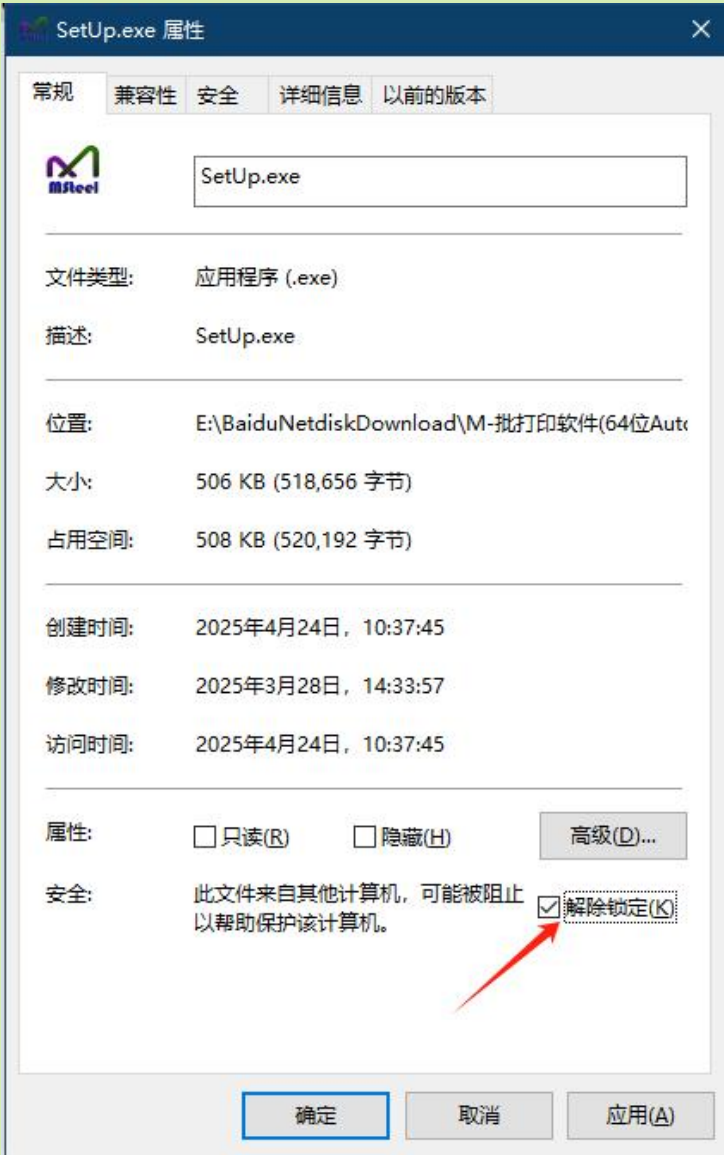 SetUp.exe 属性
常规 兼容性 安全 详细信息 以前的版本
MSteel
SetUp.exe
文件类型: 应用程序 (.exe)
描述: SetUp.exe
位置: E:\BaiduNetdiskDownload\M-批打印软件(64位Aut
大小: 506 KB (518,656 字节)
占用空间: 508 KB (520,192 字节)
创建时间: 2025年4月24日，10:37:45
修改时间: 2025年3月28日，14:33:57
访问时间: 2025年4月24日，10:37:45
属性: 只读(R) 隐藏(H) 高级(D)...
安全: 此文件来自其他计算机，可能被阻止
以帮助保护该计算机。 解除锁定(K)
确定 取消 应用(A)